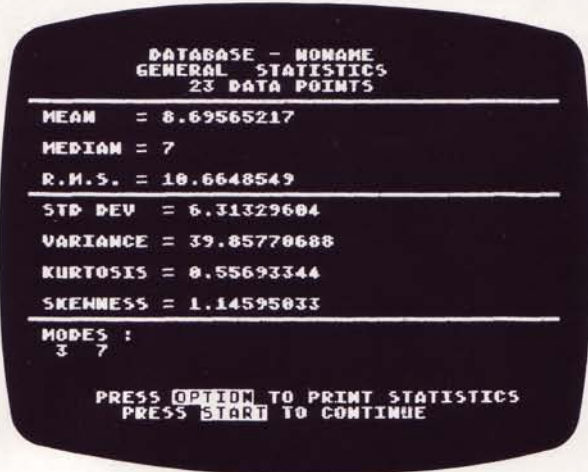 DATABASE - NONAME
GENERAL STATISTICS
23 DATA POINTS
MEAN = 8.69565217
MEDIAN = 7
R.M.S. = 10.6648549
STD DEV = 6.31329604
VARIANCE = 39.85770688
KURTOSIS = 0.55693344
SKEWNESS = 1.14595033
MODES :
3 7
PRESS OPTION TO PRINT STATISTICS
PRESS START TO CONTINUE